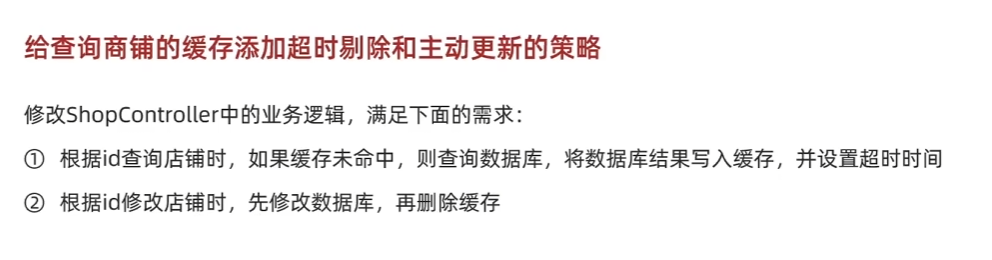 给查询商铺的缓存添加超时剔除和主动更新的策略
修改ShopController中的业务逻辑，满足下面的需求：
① 根据id查询店铺时，如果缓存未命中，则查询数据库，将数据库结果写入缓存，并设置超时时间
② 根据id修改店铺时，先修改数据库，再删除缓存